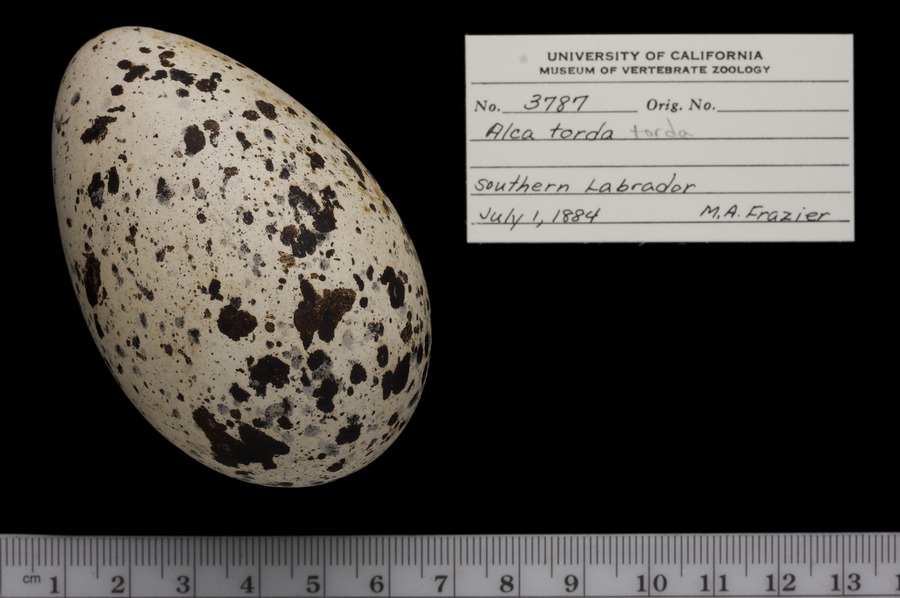 UNIVERSITY OF CALIFORNIA
MUSEUM OF VERTEBRATE ZOOLOGY
No. 3787 Orig. No.
Alca torda torda
Southern Labrador
July 1, 1884 M.A. Frazier
cm 1 2 3 4 5 6 7 8 9 10 11 12 13